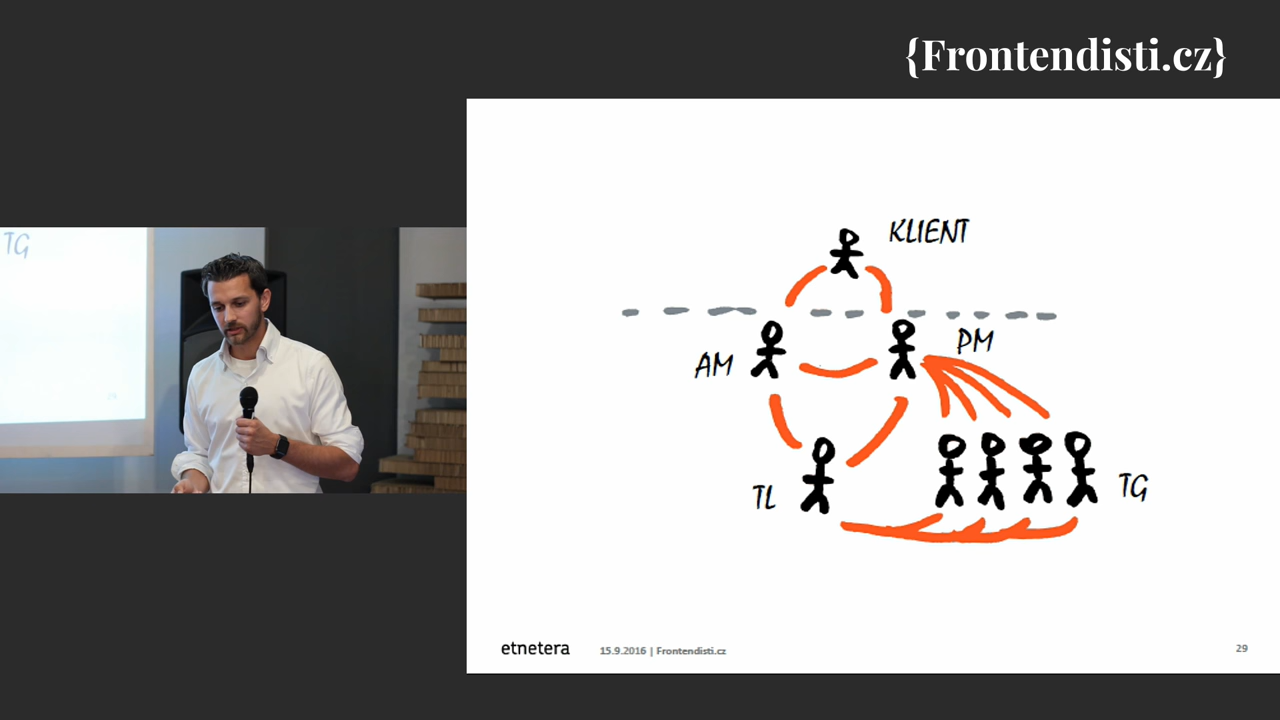 {Frontendisti.cz}
TG
KLIENT
AM
PM
TL
TG
etnetera
15.9.2016 | Frontendisti.cz
29